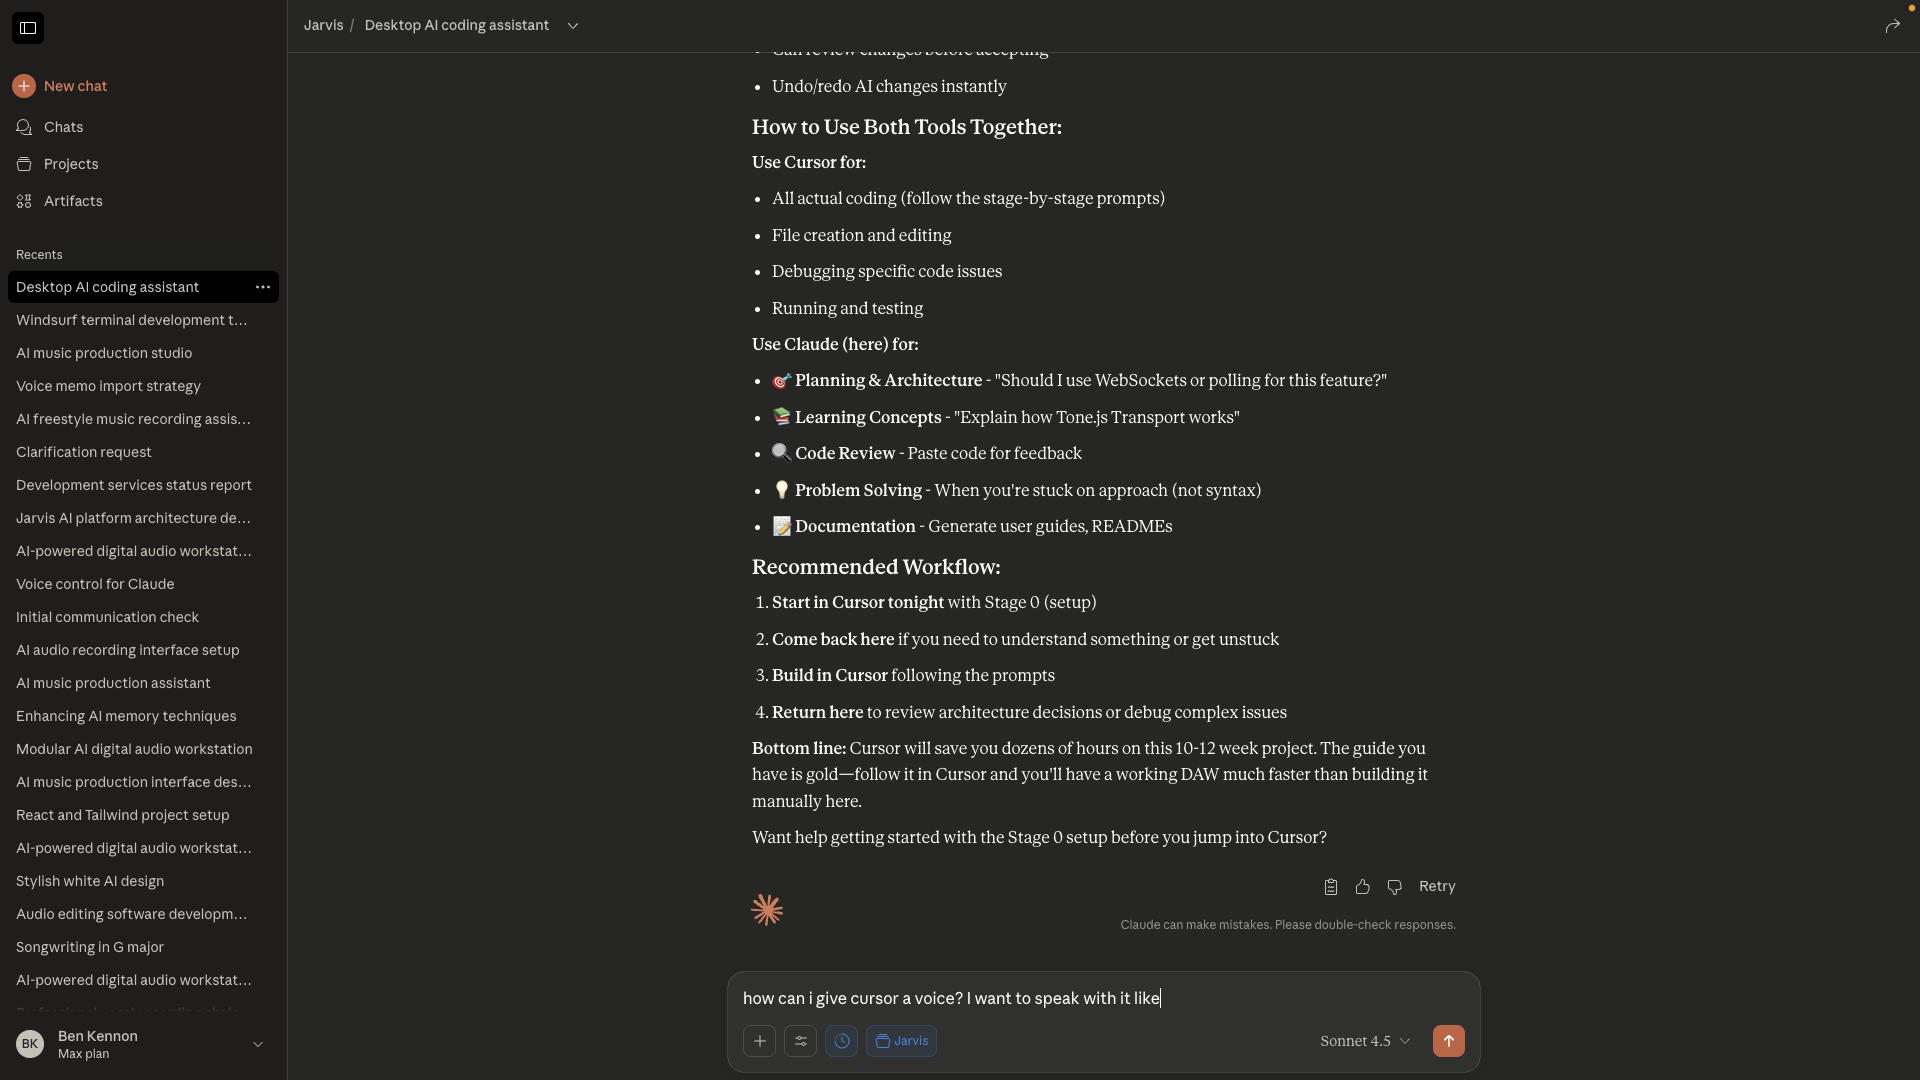 Jarvis / Desktop AI coding assistant
New chat
Chats
Projects
Artifacts
Recents
Desktop AI coding assistant
Windsurf terminal development t...
AI music production studio
Voice memo import strategy
AI freestyle music recording assis...
Clarification request
Development services status report
Jarvis AI platform architecture de...
AI-powered digital audio workstat...
Voice control for Claude
Initial communication check
AI audio recording interface setup
AI music production assistant
Enhancing AI memory techniques
Modular AI digital audio workstation
AI music production interface des...
React and Tailwind project setup
AI-powered digital audio workstat...
Stylish white AI design
Audio editing software developm...
Songwriting in G major
AI-powered digital audio workstat...
BK
Ben Kennon
Max plan
Can review changes before accepting
• Undo/redo AI changes instantly
How to Use Both Tools Together:
Use Cursor for:
• All actual coding (follow the stage-by-stage prompts)
• File creation and editing
• Debugging specific code issues
• Running and testing
Use Claude (here) for:
• 🎯 Planning & Architecture - "Should I use WebSockets or polling for this feature?"
• 📚 Learning Concepts - "Explain how Tone.js Transport works"
• 🔍 Code Review - Paste code for feedback
• 💡 Problem Solving - When you're stuck on approach (not syntax)
• 📝 Documentation - Generate user guides, READMEs
Recommended Workflow:
1. Start in Cursor tonight with Stage 0 (setup)
2. Come back here if you need to understand something or get unstuck
3. Build in Cursor following the prompts
4. Return here to review architecture decisions or debug complex issues
Bottom line: Cursor will save you dozens of hours on this 10-12 week project. The guide you
have is gold—follow it in Cursor and you'll have a working DAW much faster than building it
manually here.
Want help getting started with the Stage 0 setup before you jump into Cursor?
Retry
Claude can make mistakes. Please double-check responses.
how can i give cursor a voice? I want to speak with it like
Jarvis
Sonnet 4.5